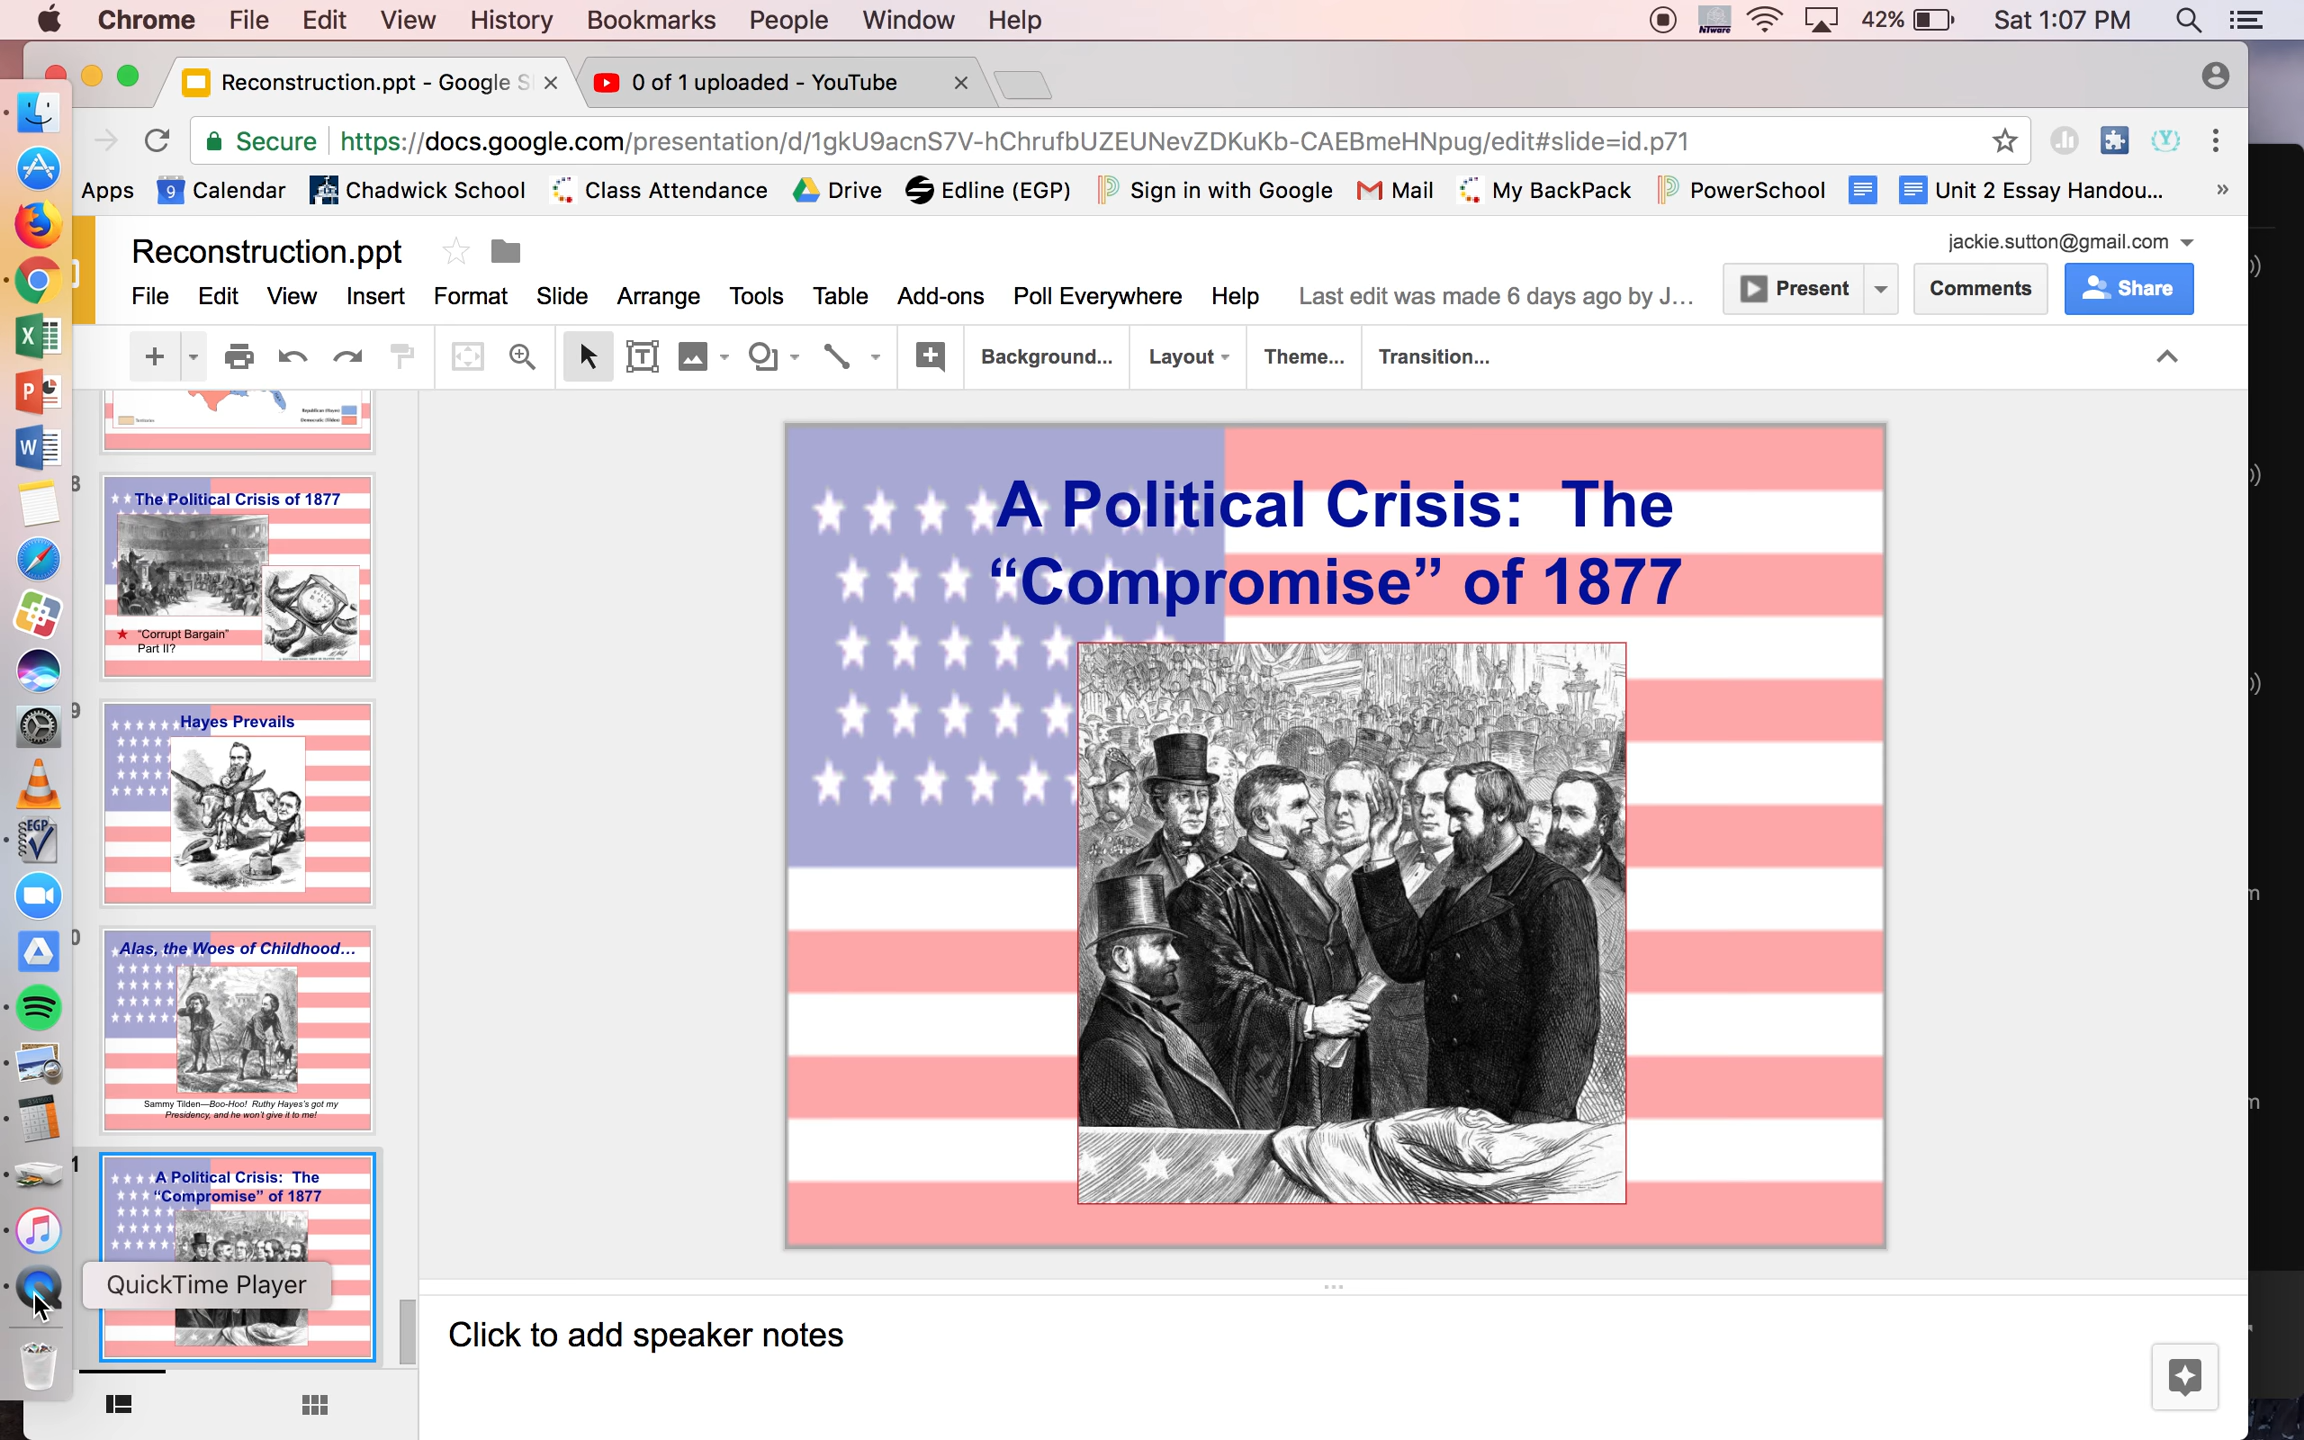 Chrome File Edit View History Bookmarks People Window Help
NTware 42% Sat 1:07 PM
Reconstruction.ppt - Google S
0 of 1 uploaded - YouTube
Secure https://docs.google.com/presentation/d/1gkU9acnS7V-hChrufbUZEUNevZDKuKb-CAEBmeHNpug/edit#slide=id.p71
Apps 9 Calendar Chadwick School Class Attendance Drive Edline (EGP) Sign in with Google Mail My BackPack PowerSchool Unit 2 Essay Handou... »
Reconstruction.ppt
jackie.sutton@gmail.com
File Edit View Insert Format Slide Arrange Tools Table Add-ons Poll Everywhere Help Last edit was made 6 days ago by J...
Present Comments Share
Background... Layout Theme... Transition...
Territories
8
The Political Crisis of 1877
"Corrupt Bargain"
Part II?
9
Hayes Prevails
0
Alas, the Woes of Childhood...
Sammy Tilden—Boo-Hoo! Ruthy Hayes's got my
Presidency, and he won't give it to me!
1
A Political Crisis: The
"Compromise" of 1877
QuickTime Player
A Political Crisis: The
“Compromise” of 1877
Click to add speaker notes
EGP